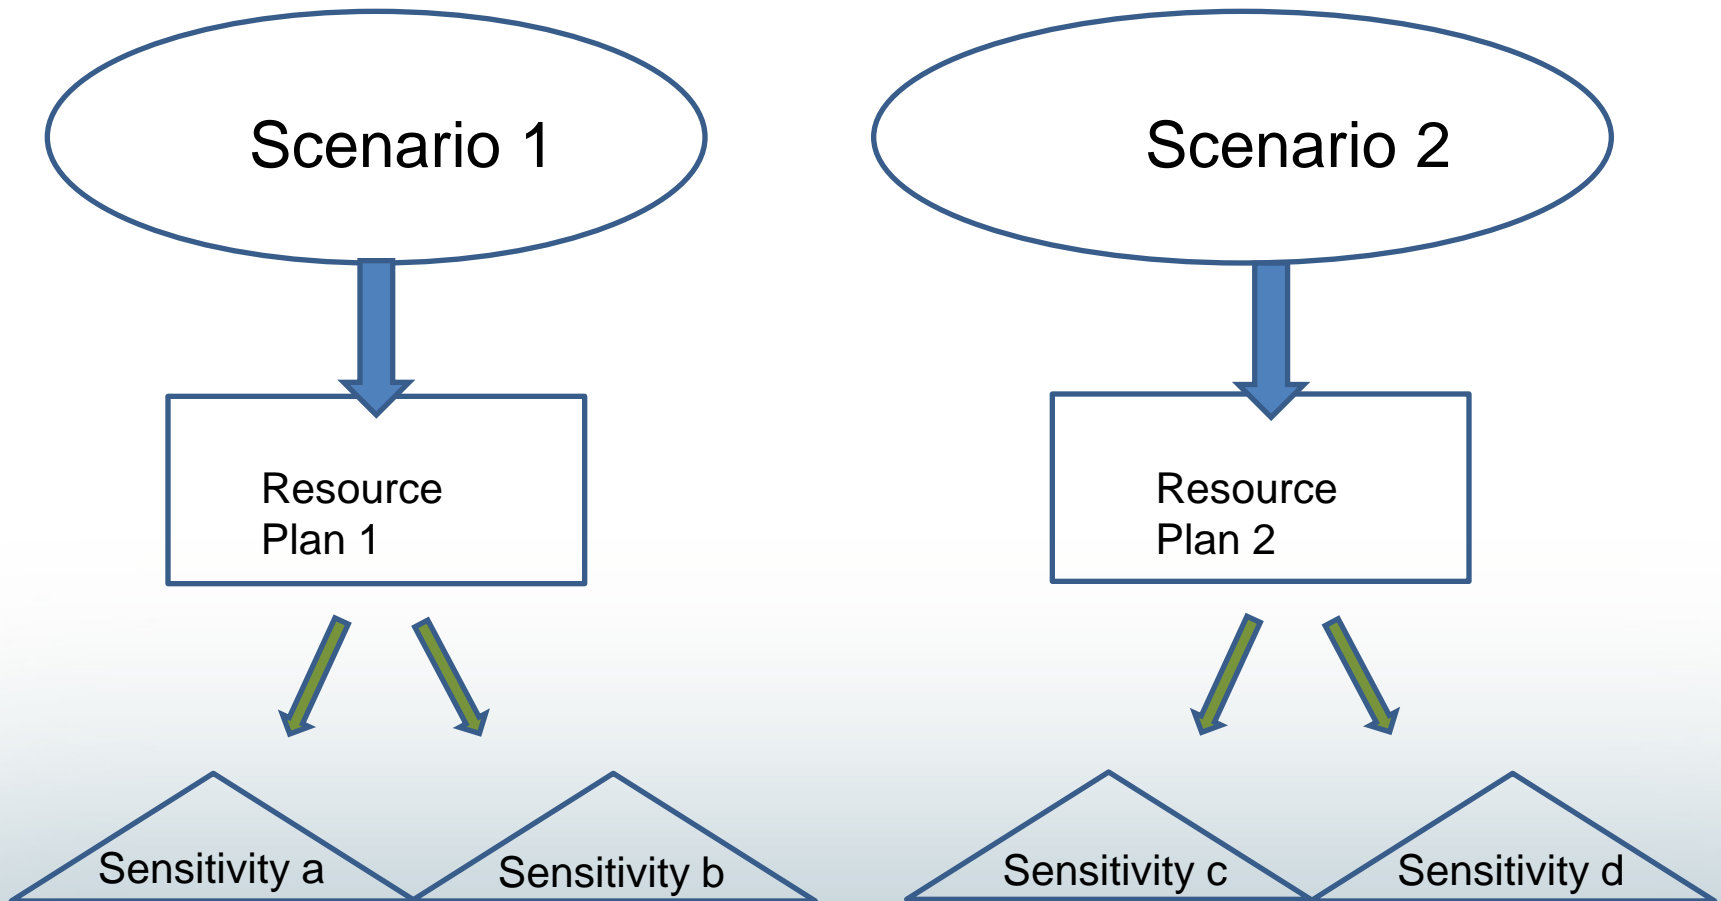 Scenario 1
Scenario 2
Resource
Plan 1
Resource
Plan 2
Sensitivity a
Sensitivity b
Sensitivity c
Sensitivity d